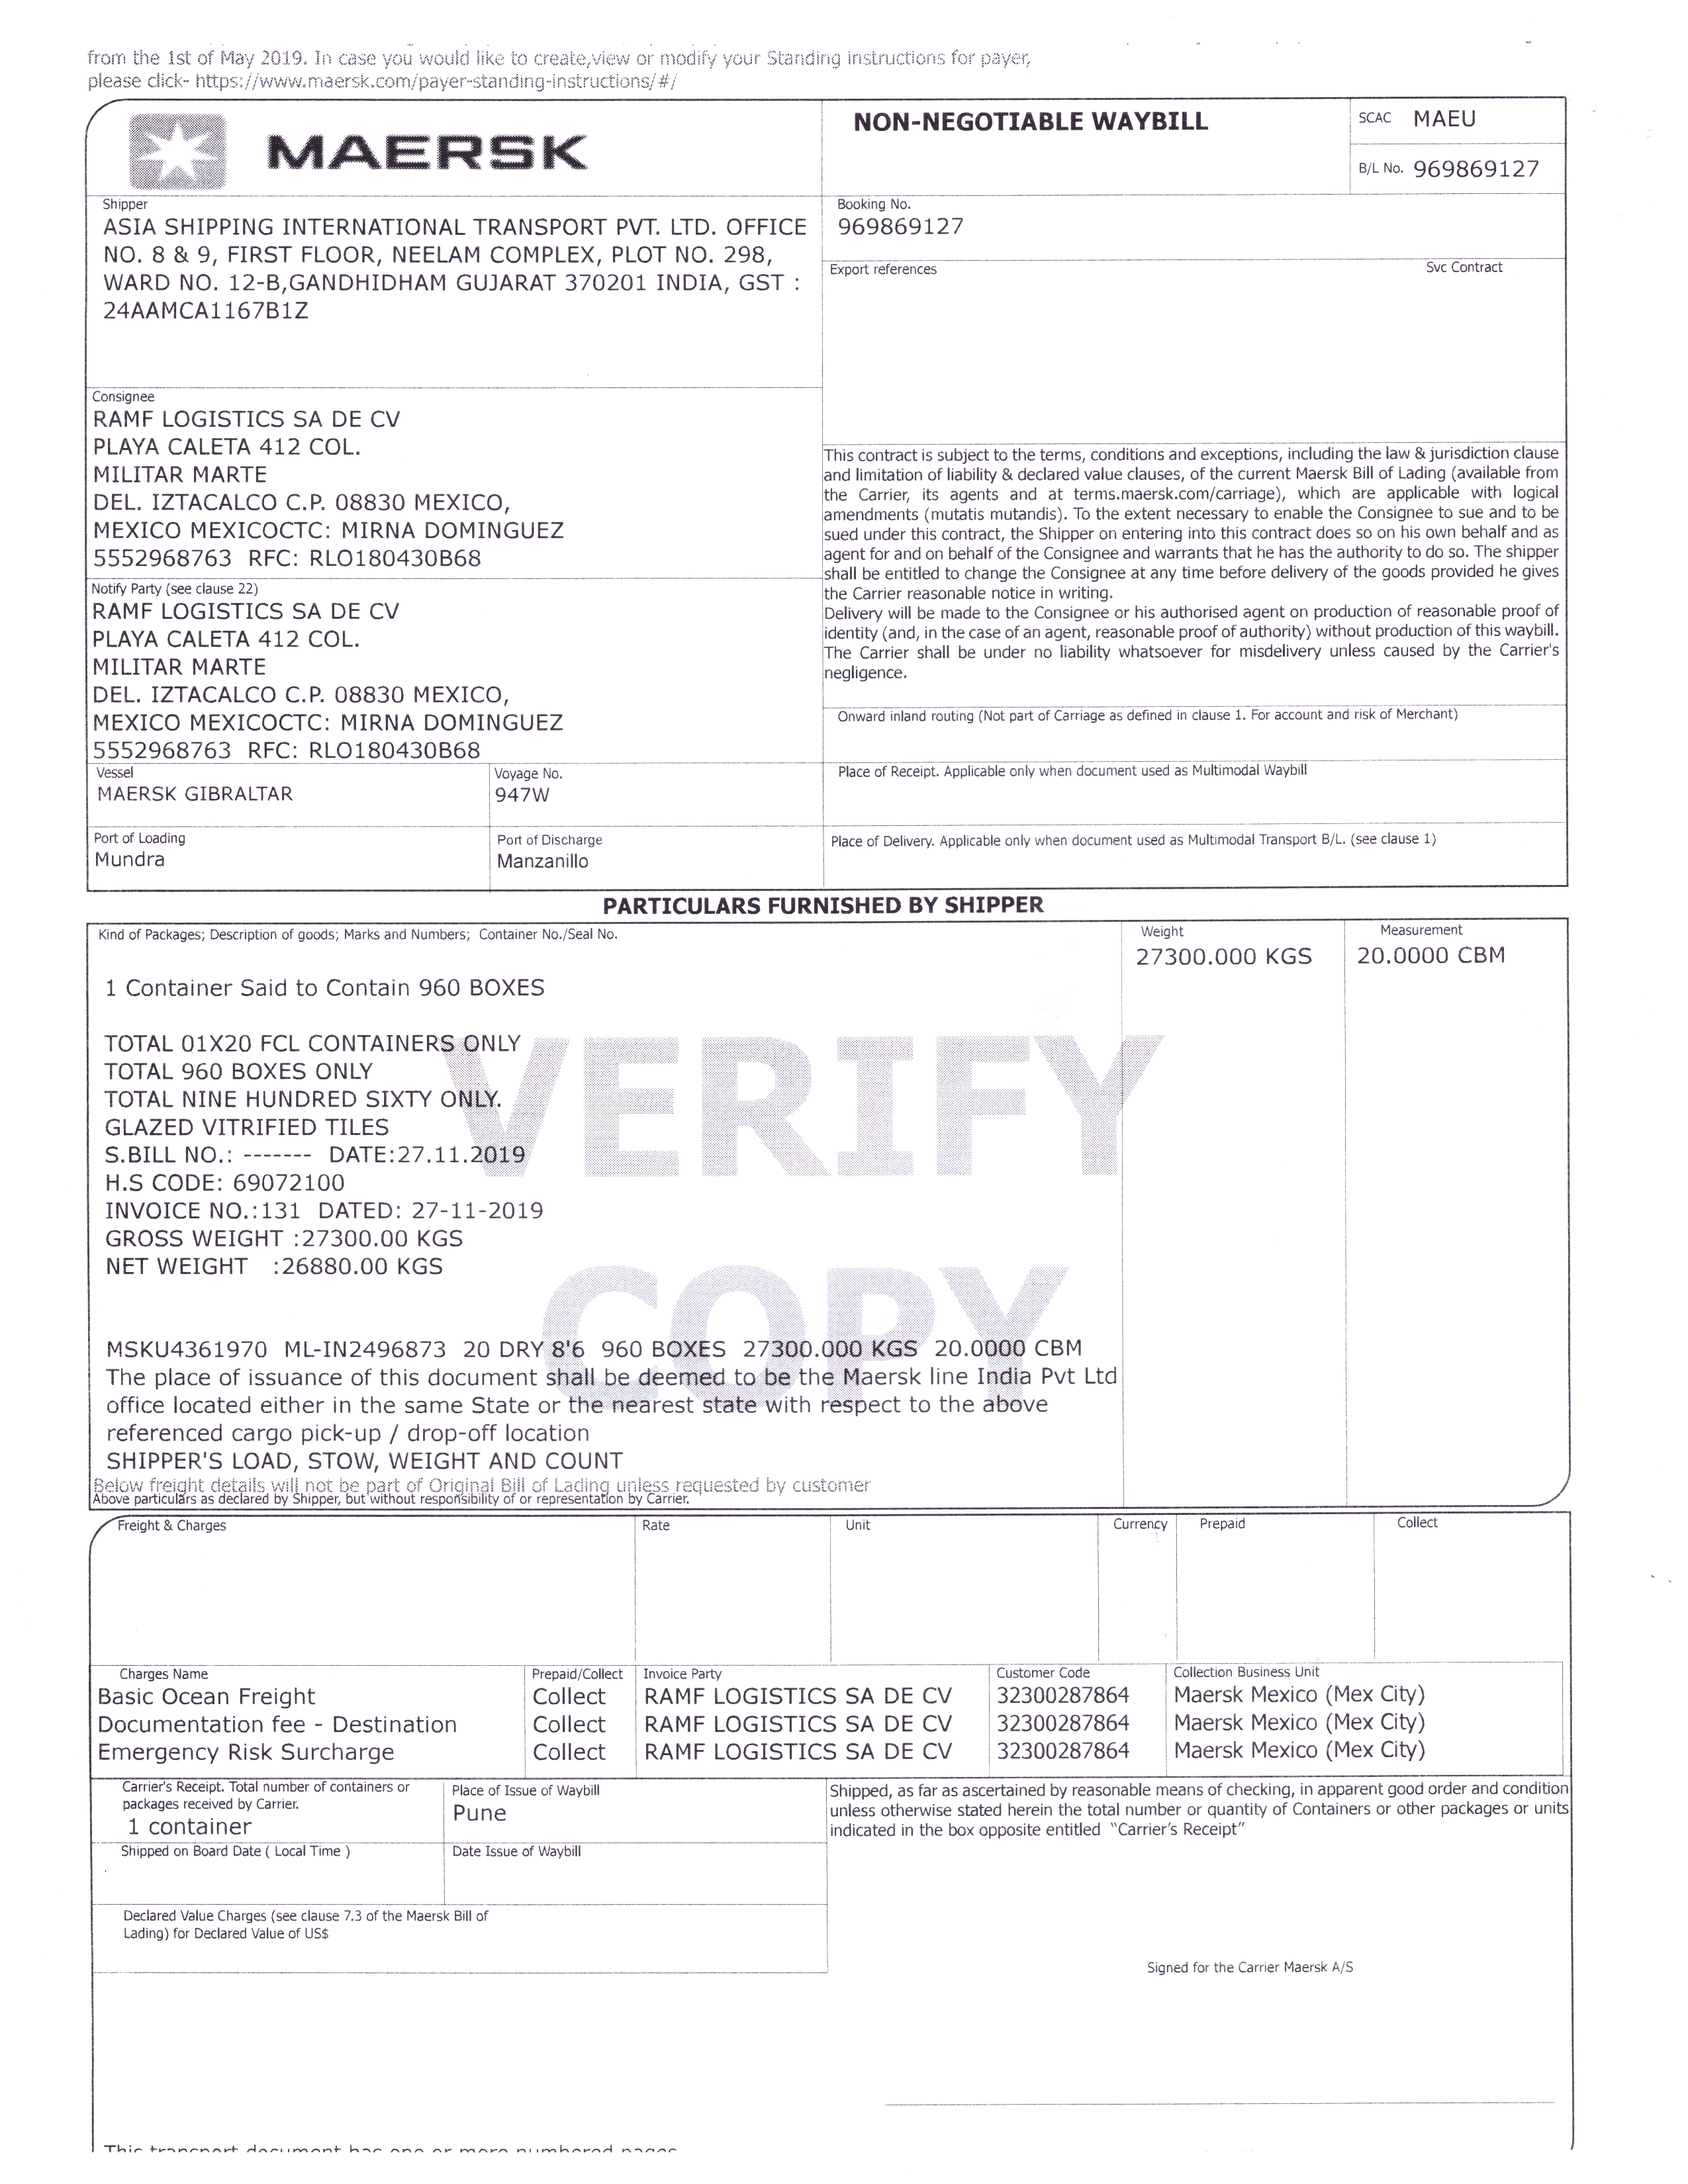 from the 1st of May 2019. In case you would like to create,view or modify your Standing instructions for payer,
please click- https://www.maersk.com/payer-standing-instructions/#/
MAERSK
NON-NEGOTIABLE WAYBILL
SCAC MAEU
B/L No. 969869127
Shipper
ASIA SHIPPING INTERNATIONAL TRANSPORT PVT. LTD. OFFICE
NO. 8 & 9, FIRST FLOOR, NEELAM COMPLEX, PLOT NO. 298,
WARD NO. 12-B,GANDHIDHAM GUJARAT 370201 INDIA, GST :
24AAMCA1167B1Z
Booking No.
969869127
Export references
Svc Contract
Consignee
RAMF LOGISTICS SA DE CV
PLAYA CALETA 412 COL.
MILITAR MARTE
DEL. IZTACALCO C.P. 08830 MEXICO,
MEXICO MEXICOCTC: MIRNA DOMINGUEZ
5552968763 RFC: RLO180430B68
This contract is subject to the terms, conditions and exceptions, including the law & jurisdiction clause
and limitation of liability & declared value clauses, of the current Maersk Bill of Lading (available from
the Carrier, its agents and at terms.maersk.com/carriage), which are applicable with logical
amendments (mutatis mutandis). To the extent necessary to enable the Consignee to sue and to be
sued under this contract, the Shipper on entering into this contract does so on his own behalf and as
agent for and on behalf of the Consignee and warrants that he has the authority to do so. The shipper
shall be entitled to change the Consignee at any time before delivery of the goods provided he gives
the Carrier reasonable notice in writing.
Delivery will be made to the Consignee or his authorised agent on production of reasonable proof of
identity (and, in the case of an agent, reasonable proof of authority) without production of this waybill.
The Carrier shall be under no liability whatsoever for misdelivery unless caused by the Carrier's
negligence.
Notify Party (see clause 22)
RAMF LOGISTICS SA DE CV
PLAYA CALETA 412 COL.
MILITAR MARTE
DEL. IZTACALCO C.P. 08830 MEXICO,
MEXICO MEXICOCTC: MIRNA DOMINGUEZ
5552968763 RFC: RLO180430B68
Onward inland routing (Not part of Carriage as defined in clause 1. For account and risk of Merchant)
Vessel
MAERSK GIBRALTAR
Voyage No.
947W
Place of Receipt. Applicable only when document used as Multimodal Waybill
Port of Loading
Mundra
Port of Discharge
Manzanillo
Place of Delivery. Applicable only when document used as Multimodal Transport B/L. (see clause 1)
PARTICULARS FURNISHED BY SHIPPER
Kind of Packages; Description of goods; Marks and Numbers; Container No./Seal No.
Weight
27300.000 KGS
Measurement
20.0000 CBM
1 Container Said to Contain 960 BOXES
TOTAL 01X20 FCL CONTAINERS ONLY
TOTAL 960 BOXES ONLY
TOTAL NINE HUNDRED SIXTY ONLY.
GLAZED VITRIFIED TILES
S.BILL NO.: ------- DATE:27.11.2019
H.S CODE: 69072100
INVOICE NO.:131 DATED: 27-11-2019
GROSS WEIGHT :27300.00 KGS
NET WEIGHT :26880.00 KGS
VERIFY
COPY
MSKU4361970 ML-IN2496873 20 DRY 8'6 960 BOXES 27300.000 KGS 20.0000 CBM
The place of issuance of this document shall be deemed to be the Maersk line India Pvt Ltd
office located either in the same State or the nearest state with respect to the above
referenced cargo pick-up / drop-off location
SHIPPER'S LOAD, STOW, WEIGHT AND COUNT
Below freight details will not be part of Original Bill of Lading unless requested by customer
Above particulars as declared by Shipper, but without responsibility of or representation by Carrier.
Freight & Charges Rate Unit Currency Prepaid Collect
Charges Name Prepaid/Collect Invoice Party Customer Code Collection Business Unit
Basic Ocean Freight Collect RAMF LOGISTICS SA DE CV 32300287864 Maersk Mexico (Mex City)
Documentation fee - Destination Collect RAMF LOGISTICS SA DE CV 32300287864 Maersk Mexico (Mex City)
Emergency Risk Surcharge Collect RAMF LOGISTICS SA DE CV 32300287864 Maersk Mexico (Mex City)
Carrier's Receipt. Total number of containers or
packages received by Carrier.
1 container
Place of Issue of Waybill
Pune
Shipped, as far as ascertained by reasonable means of checking, in apparent good order and condition
unless otherwise stated herein the total number or quantity of Containers or other packages or units
indicated in the box opposite entitled "Carrier's Receipt"
Shipped on Board Date ( Local Time )
Date Issue of Waybill
Declared Value Charges (see clause 7.3 of the Maersk Bill of
Lading) for Declared Value of US$
Signed for the Carrier Maersk A/S
This transport document has one or more numbered pages